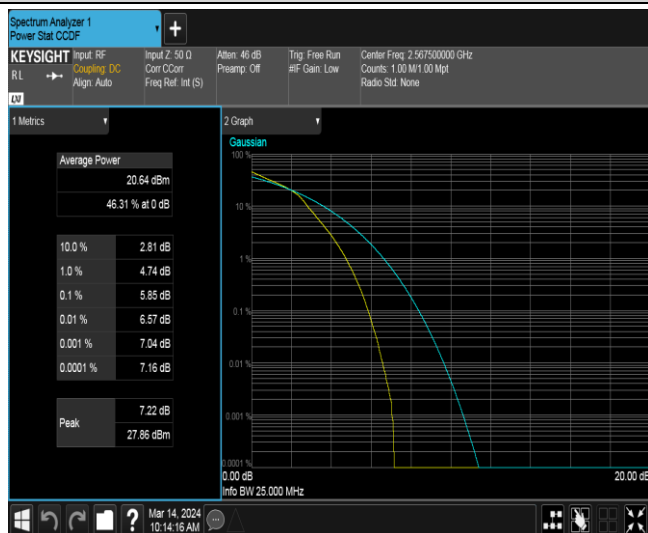 Spectrum Analyzer 1
Power Stat CCDF
+
KEYSIGHT
RL
LXI
Input: RF
Coupling: DC
Align: Auto
Input Z: 50 Ω
Corr CCorr
Freq Ref: Int (S)
Atten: 46 dB
Preamp: Off
Trig: Free Run
#IF Gain: Low
Center Freq: 2.567500000 GHz
Counts: 1.00 M/1.00 Mpt
Radio Std: None
1 Metrics
Average Power
20.64 dBm
46.31 % at 0 dB
10.0 % 2.81 dB
1.0 % 4.74 dB
0.1 % 5.85 dB
0.01 % 6.57 dB
0.001 % 7.04 dB
0.0001 % 7.16 dB
Peak
7.22 dB
27.86 dBm
2 Graph
Gaussian
100 %
10 %
1 %
0.1 %
0.01 %
0.001 %
0.0001 %
0.00 dB 20.00 dB
Info BW 25.000 MHz
?
Mar 14, 2024
10:14:16 AM